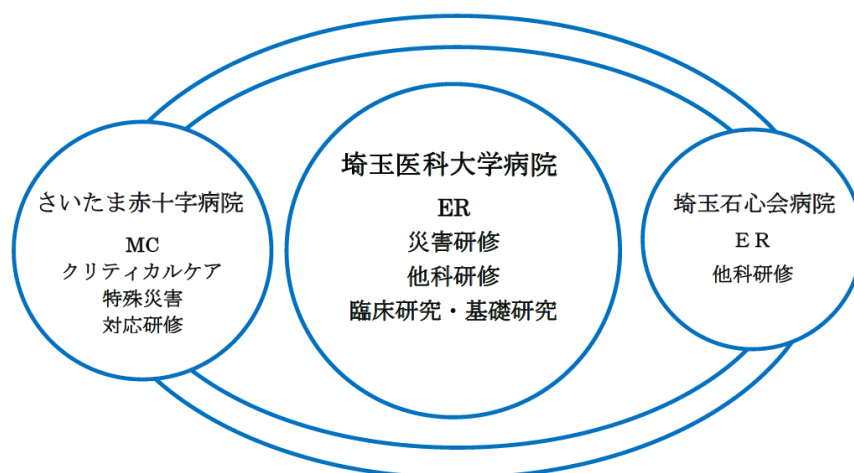 さいたま赤十字病院
MC
クリティカルケア
特殊災害
対応研修
埼玉医科大学病院
ER
災害研修
他科研修
臨床研究・基礎研究
埼玉石心会病院
ＥＲ
他科研修